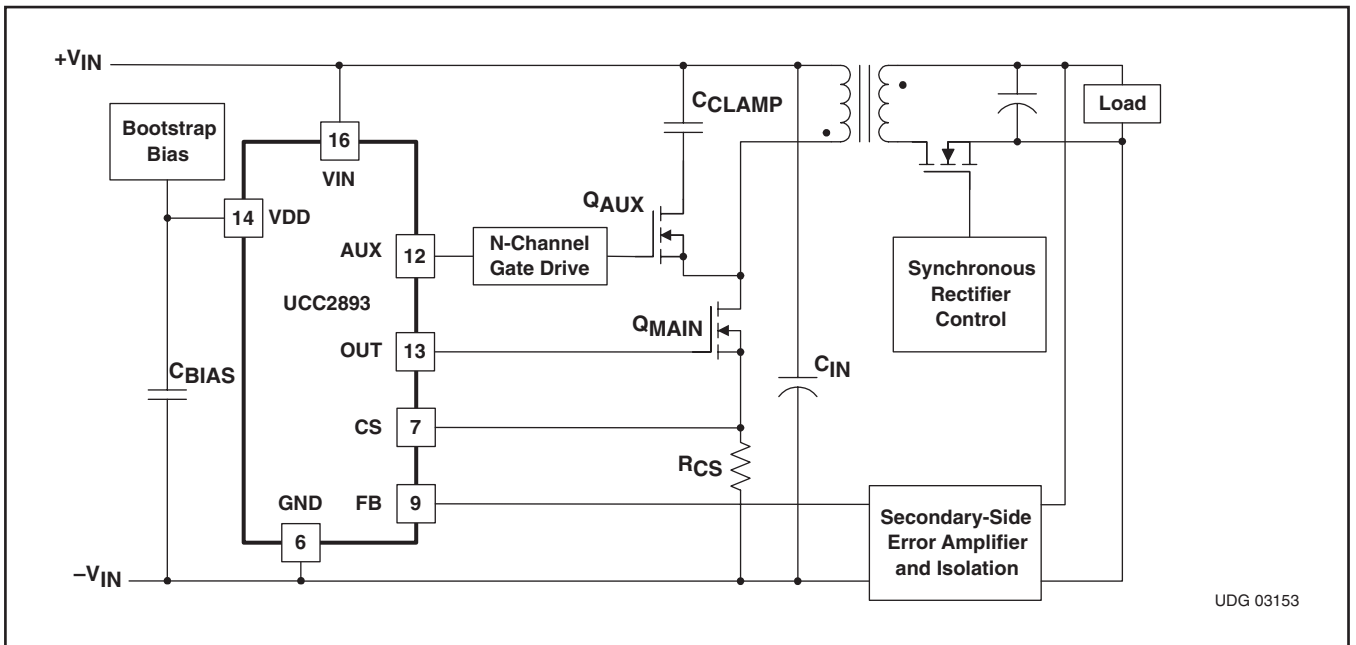 +VIN
Bootstrap
Bias
16
VIN
14
VDD
CCLAMP
QAUX
AUX
12
N-Channel
Gate Drive
UCC2893
QMAIN
OUT
13
CBIAS
CS
7
RCS
CIN
GND
FB
9
6
–VIN
Load
Synchronous
Rectifier
Control
Secondary-Side
Error Amplifier
and Isolation
UDG 03153